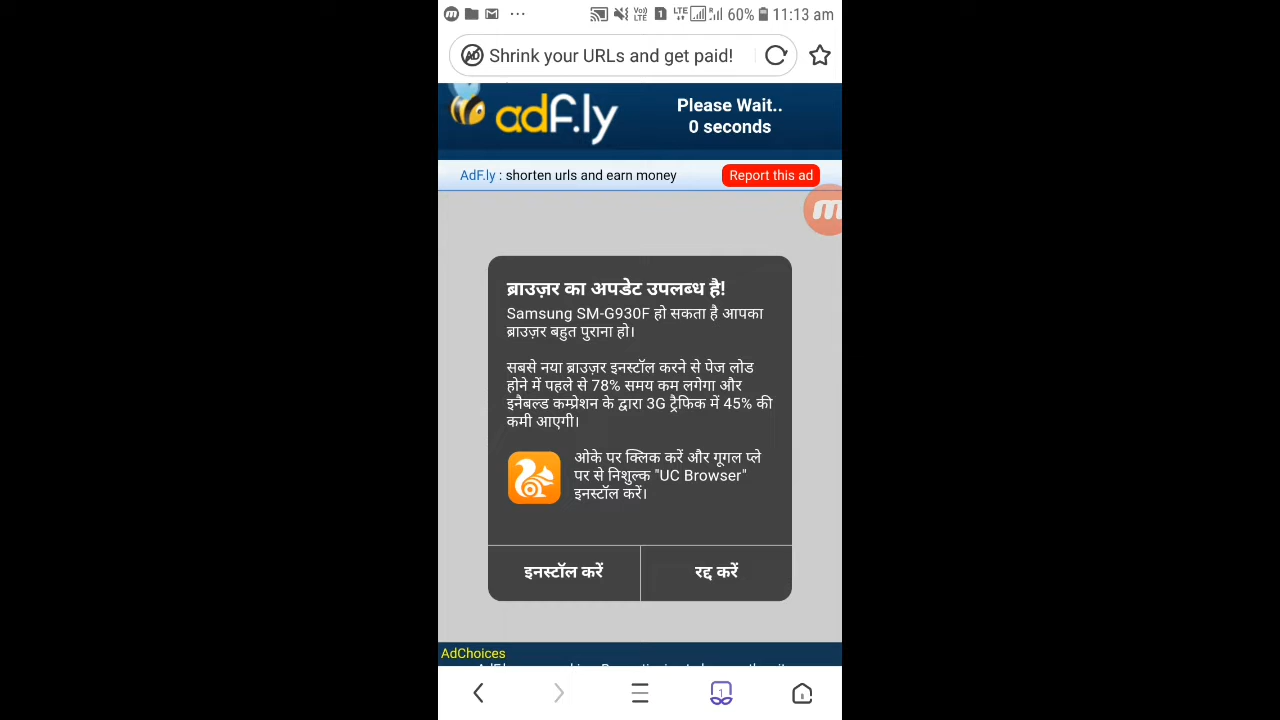 60% 11:13 am
Shrink your URLs and get paid!
adf.ly
Please Wait..
0 seconds
AdF.ly : shorten urls and earn money
Report this ad
ब्राउज़र का अपडेट उपलब्ध है!
Samsung SM-G930F हो सकता है आपका
ब्राउज़र बहुत पुराना हो।
सबसे नया ब्राउज़र इनस्टॉल करने से पेज लोड
होने में पहले से 78% समय कम लगेगा और
इनैबल्ड कम्प्रेशन के द्वारा 3G ट्रैफिक में 45% की
कमी आएगी।
ओके पर क्लिक करें और गूगल प्ले
पर से निशुल्क "UC Browser"
इनस्टॉल करें।
इनस्टॉल करें
रद्द करें
AdChoices
1